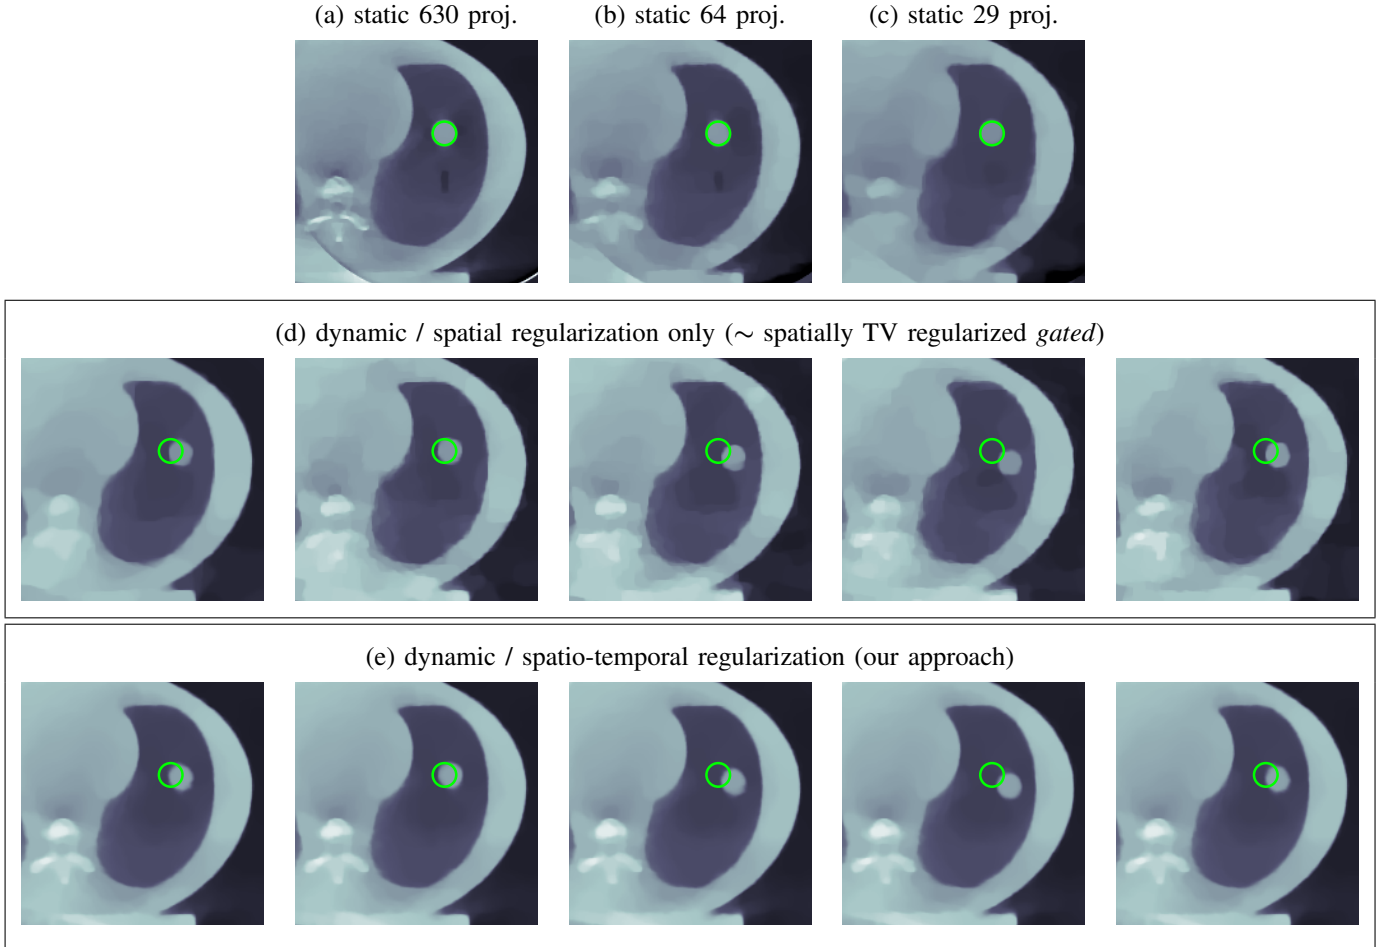 (a) static 630 proj.
(b) static 64 proj.
(c) static 29 proj.
(d) dynamic / spatial regularization only (∼ spatially TV regularized gated)
(e) dynamic / spatio-temporal regularization (our approach)